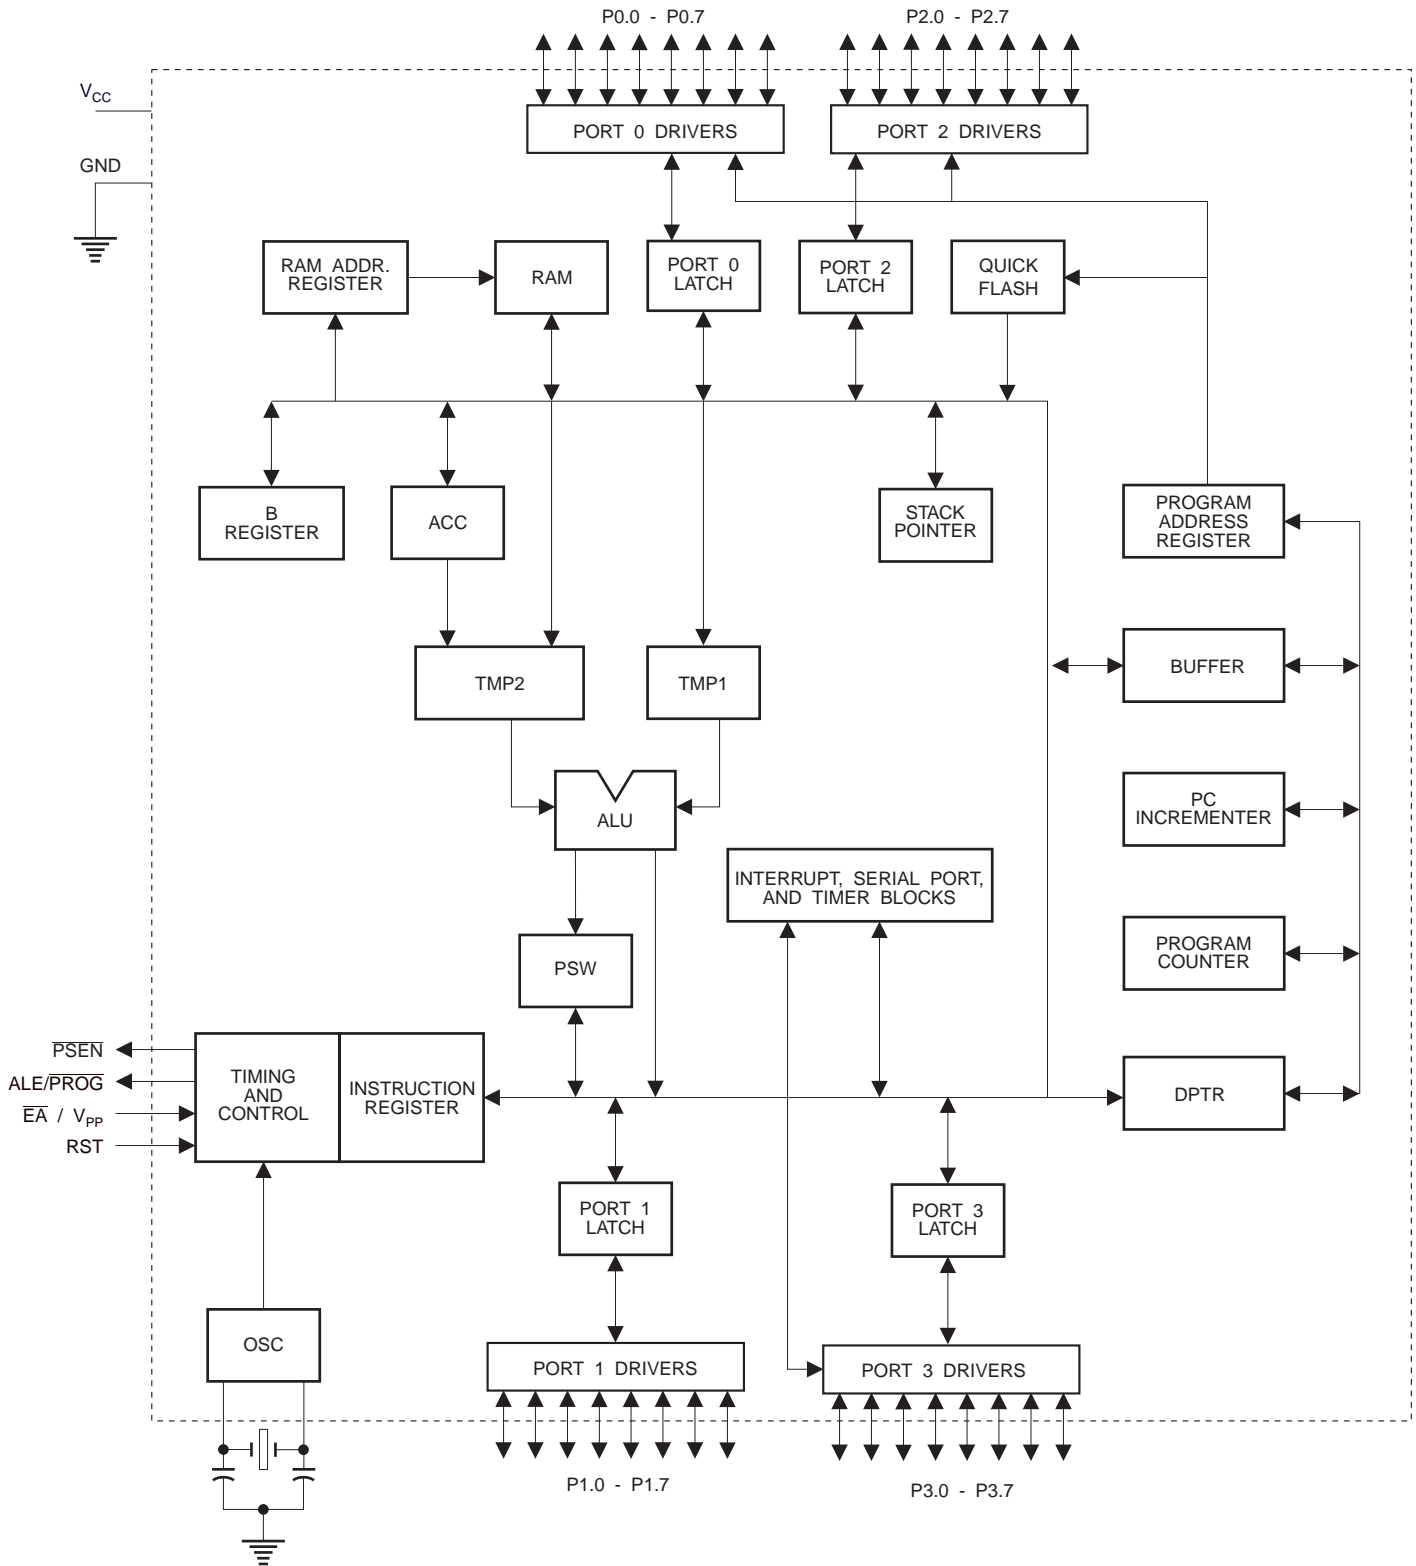 P0.0 - P0.7
P2.0 - P2.7
VCC
GND
PORT 0 DRIVERS
PORT 2 DRIVERS
RAM ADDR.
REGISTER
RAM
PORT 0
LATCH
PORT 2
LATCH
QUICK
FLASH
B
REGISTER
ACC
STACK
POINTER
PROGRAM
ADDRESS
REGISTER
TMP2
TMP1
BUFFER
ALU
PC
INCREMENTER
INTERRUPT, SERIAL PORT,
AND TIMER BLOCKS
PSW
PROGRAM
COUNTER
PSEN
ALE/PROG
EA / VPP
RST
TIMING
AND
CONTROL
INSTRUCTION
REGISTER
DPTR
PORT 1
LATCH
PORT 3
LATCH
OSC
PORT 1 DRIVERS
PORT 3 DRIVERS
P1.0 - P1.7
P3.0 - P3.7